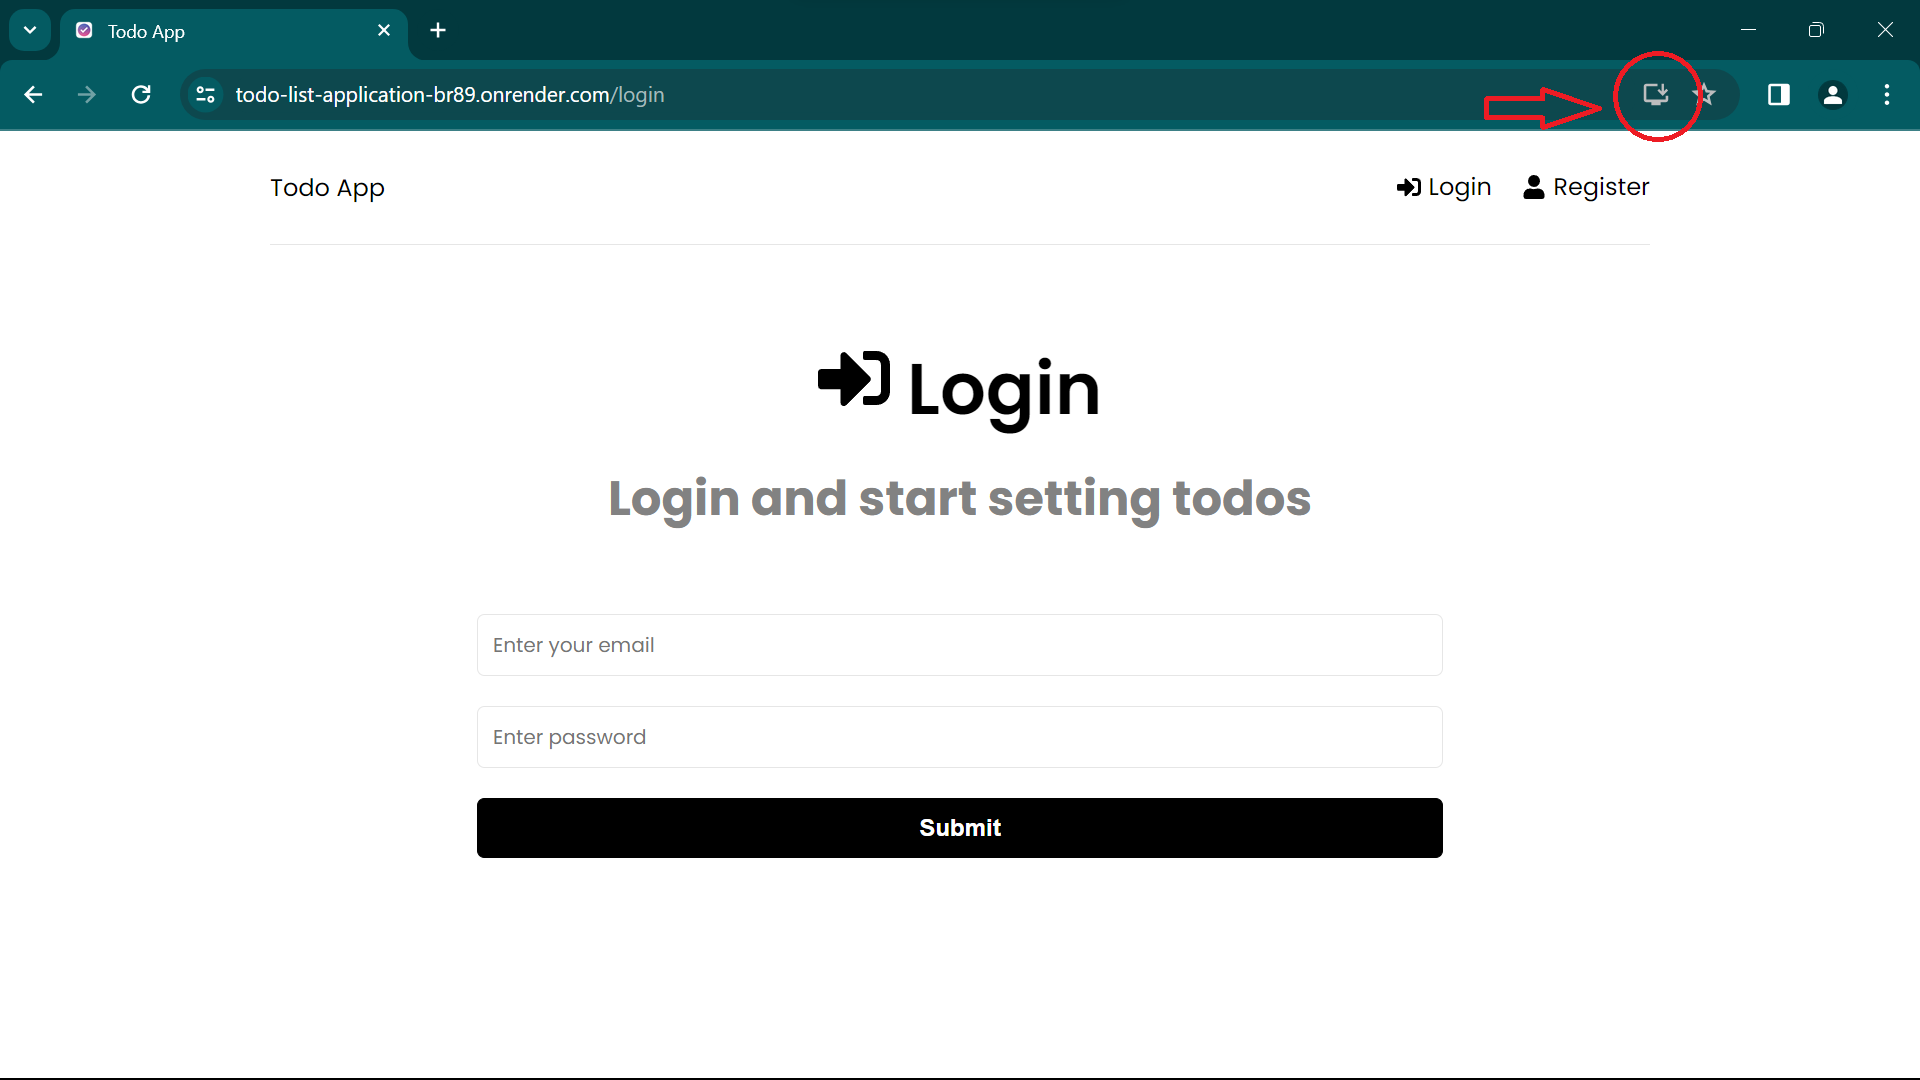 Todo App
todo-list-application-br89.onrender.com/login
Todo App
Login
Register
Login
Login and start setting todos
Enter your email
Enter password
Submit